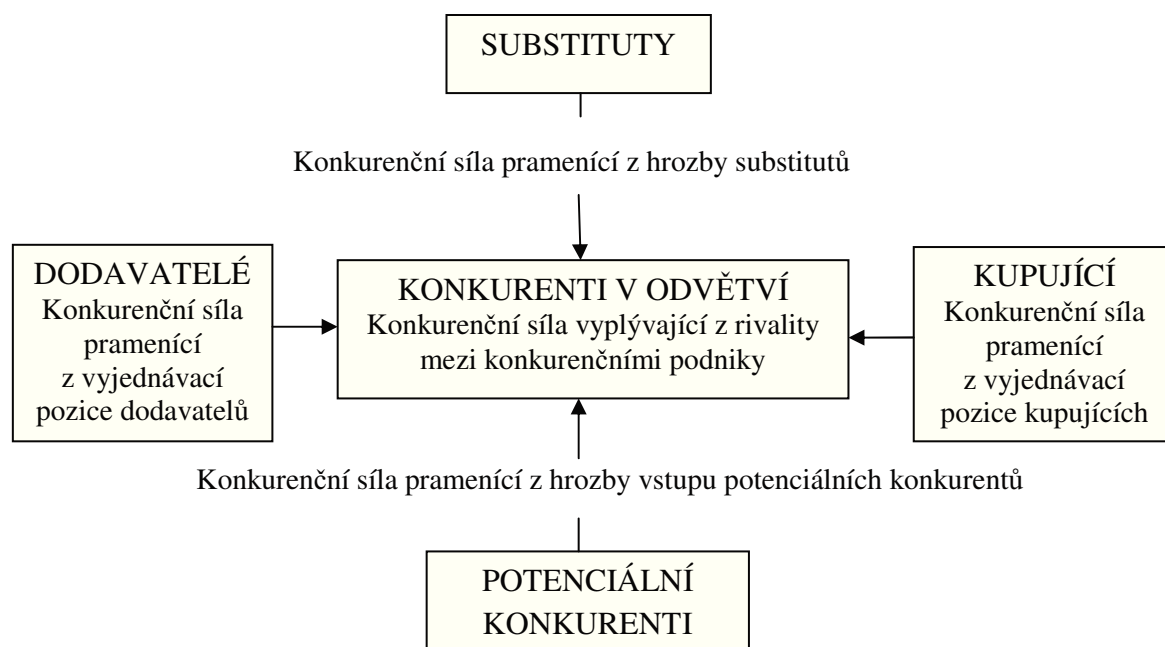 SUBSTITUTY
Konkurenční síla pramenící z hrozby substitutů
DODAVATELÉ
Konkurenční síla
pramenící
z vyjednávací
pozice dodavatelů
KONKURENTI V ODVĚTVÍ
Konkurenční síla vyplývající z rivality
mezi konkurenčními podniky
KUPUJÍCÍ
Konkurenční síla
pramenící
z vyjednávací
pozice kupujících
Konkurenční síla pramenící z hrozby vstupu potenciálních konkurentů
POTENCIÁLNÍ
KONKURENTI